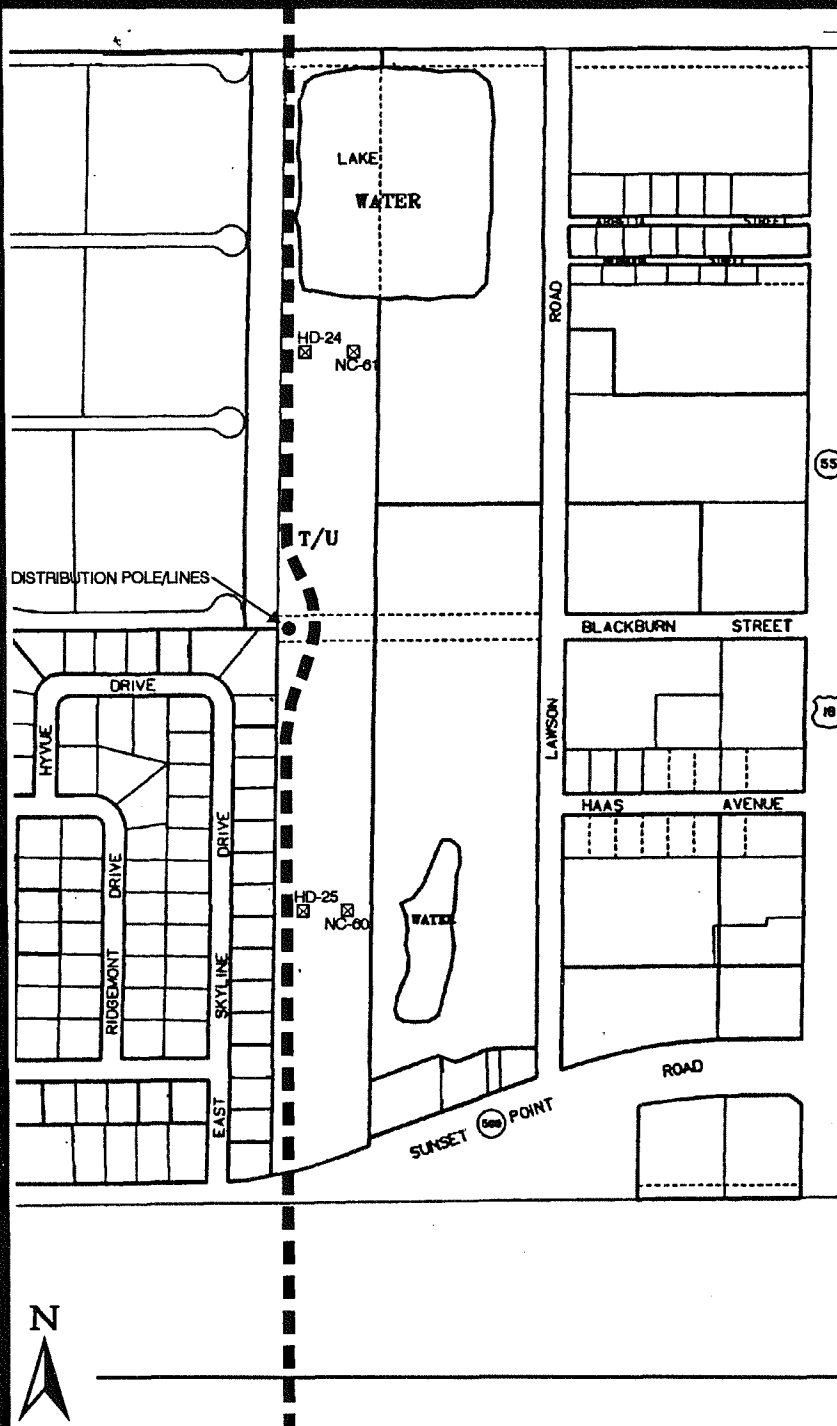 LAKE
WATER
STREET
ROAD
HD-24
NC-61
55
T/U
DISTRIBUTION POLE/LINES
BLACKBURN STREET
DRIVE
HYVUE
LAWSON
HAAS AVENUE
DRIVE
DRIVE
HD-25
NC-60
WATER
RIDGEMONT
SKYLINE
EAST
ROAD
SUNSET POINT
N